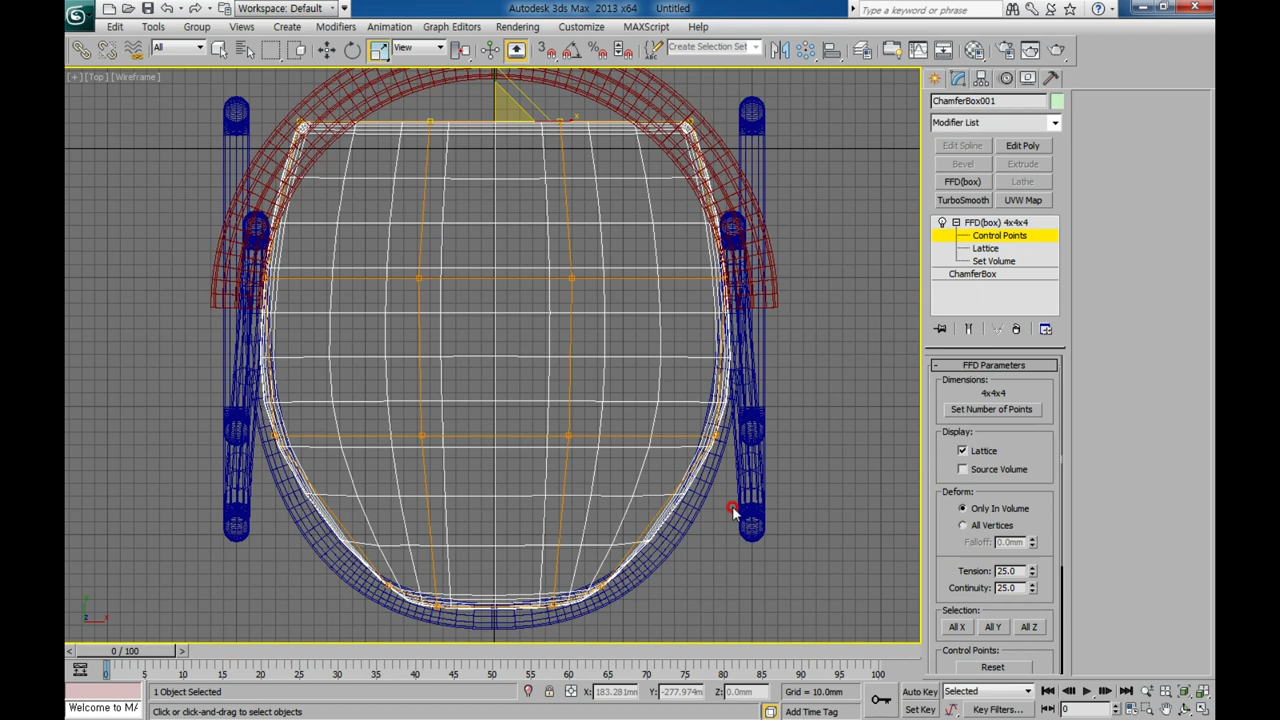 Workspace: Default
Autodesk 3ds Max 2013 x64 Untitled
Type a keyword or phrase
Edit Tools Group Views Create Modifiers Animation Graph Editors Rendering Customize MAXScript Help
All
View
Create Selection Set
[+] [Top] [Wireframe]
x
ChamferBox001
Modifier List
Edit Spline Edit Poly
Bevel Extrude
FFD(box) Lathe
TurboSmooth UVW Map
FFD(box) 4x4x4
Control Points
Lattice
Set Volume
ChamferBox
FFD Parameters
Dimensions:
4x4x4
Set Number of Points
Display:
Lattice
Source Volume
Deform:
Only In Volume
All Vertices
Falloff: 0.0mm
Tension: 25.0
Continuity: 25.0
Selection:
All X All Y All Z
Control Points:
Reset
z x
0 / 100
0 5 10 15 20 25 30 35 40 45 50 55 60 65 70 75 80 85 90 95 100
1 Object Selected
X: 183.281mm Y: -277.974m Z: 0.0mm
Grid = 10.0mm
Auto Key Selected
Welcome to MA
Click or click-and-drag to select objects
Add Time Tag
Set Key Key Filters...
0